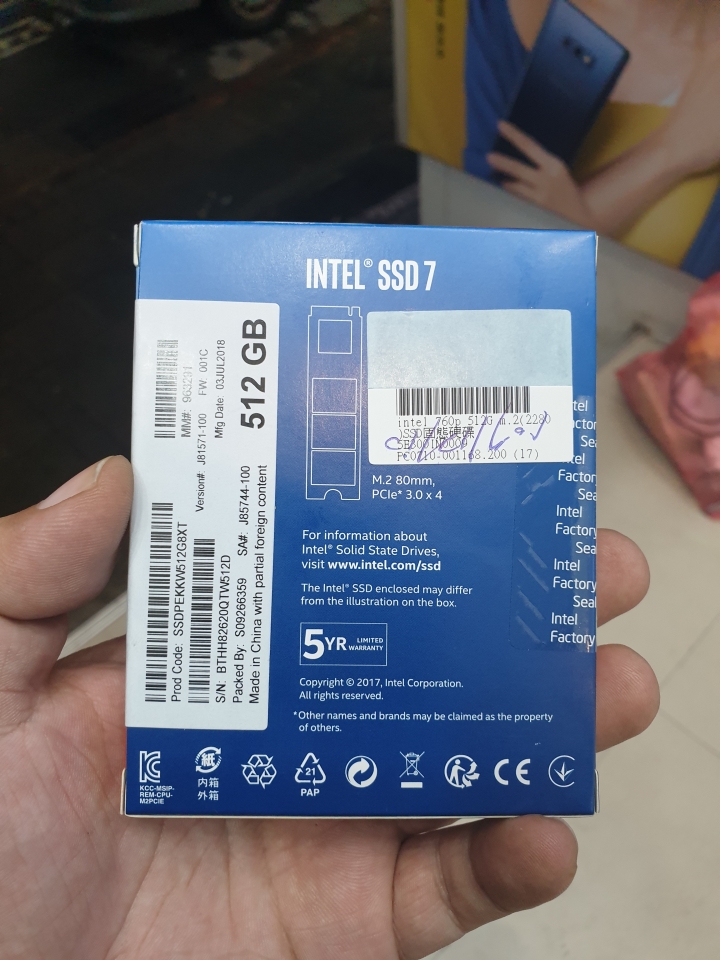 INTEL® SSD 7
MM#: 963291
Version#: J81571-100 FW: 001C
Mfg Date: 03JUL2018
512 GB
Prod Code: SSDPEKKW512G8XT
S/N: BTHH82620QTW512D
Packed By: S09266359 SA#: J85744-100
Made in China with partial foreign content
intel 760p 512G m.2(2280
)SSD固態硬碟
(17)
M.2 80mm,
PCIe* 3.0 x 4
For information about
Intel® Solid State Drives,
visit www.intel.com/ssd
The Intel® SSD enclosed may differ
from the illustration on the box.
5YR LIMITED
WARRANTY
Copyright © 2017, Intel Corporation.
All rights reserved.
*Other names and brands may be claimed as the property
of others.
Intel
Factory
Seal
Intel
Factory
Seal
Intel
Factory
Seal
Intel
Factory
KCC-MSIP-
REM-CPU-
M2PCIE
紙
内箱
外箱
21
PAP
CE